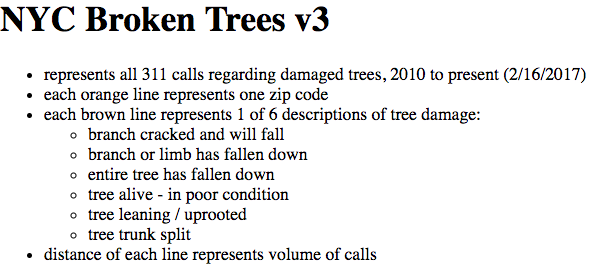 NYC Broken Trees v3
• represents all 311 calls regarding damaged trees, 2010 to present (2/16/2017)
• each orange line represents one zip code
• each brown line represents 1 of 6 descriptions of tree damage:
◦ branch cracked and will fall
◦ branch or limb has fallen down
◦ entire tree has fallen down
◦ tree alive - in poor condition
◦ tree leaning / uprooted
◦ tree trunk split
• distance of each line represents volume of calls